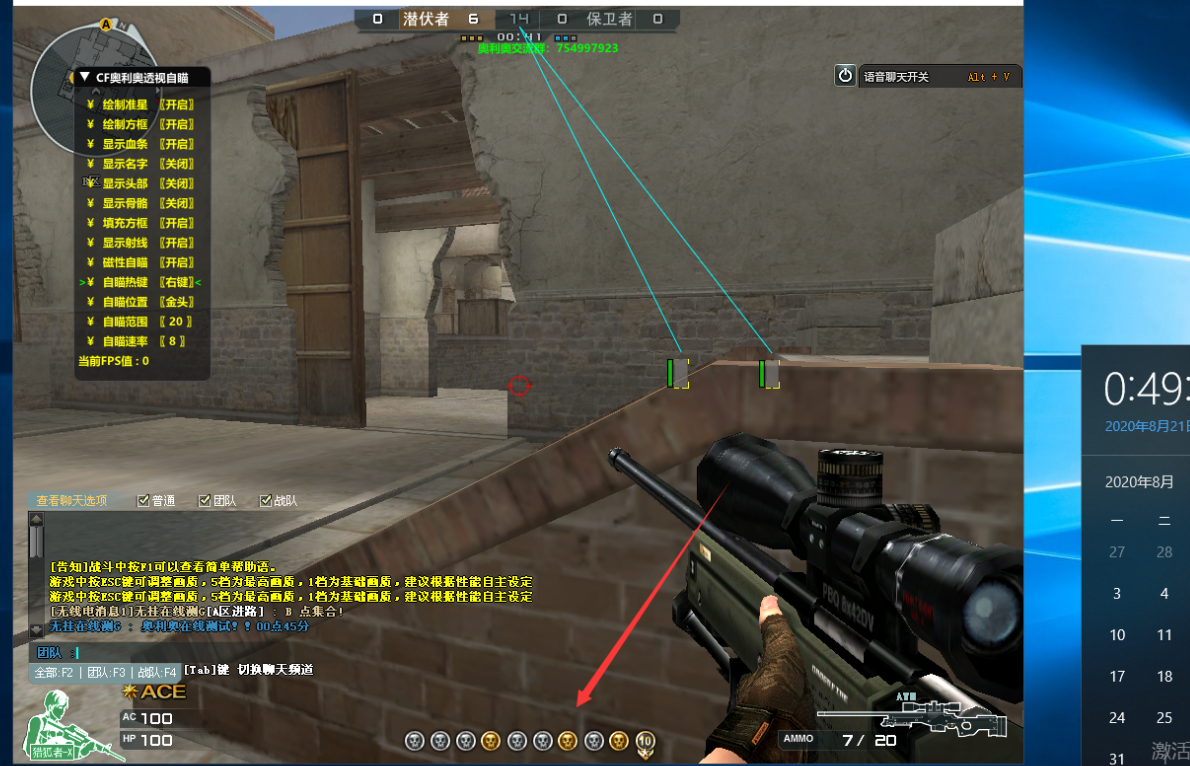 0 潜伏者 6 14 0 保卫者 0
00:41
奥利奥交流群：754997923
A N
语音聊天开关 Alt + V
▼ CF奥利奥透视自瞄
￥ 绘制准星 〖开启〗
￥ 绘制方框 〖开启〗
￥ 显示血条 〖开启〗
￥ 显示名字 〖关闭〗
￥ 显示头部 〖关闭〗
￥ 显示骨骼 〖关闭〗
￥ 填充方框 〖开启〗
￥ 显示射线 〖开启〗
￥ 磁性自瞄 〖开启〗
>￥ 自瞄热键 〖右键〗<
￥ 自瞄位置 〖金头〗
￥ 自瞄范围 〖 20 〗
￥ 自瞄速率 〖 8 〗
当前FPS值 : 0
0:49:
2020年8月21日
2020年8月
一 二
27 28
3 4
10 11
17 18
24 25
31
激活
查看聊天选项 普通 团队 战队
[告知]战斗中按F1可以查看简单帮助语。
游戏中按ESC键可调整画质，5档为最高画质，1档为基础画质，建议根据性能自主设定
游戏中按ESC键可调整画质，5档为最高画质，1档为基础画质，建议根据性能自主设定
[无线电消息1]无柱在线测G[A区进路] : B 点集合!
无柱在线测G : 奥利奥在线测试！！00点45分
团队 :
全部:F2 | 团队:F3 | 战队:F4 [Tab]键 切换聊天频道
ACE
AC 100
HP 100
猎狐者-X
10
AWM
AMMO 7/ 20